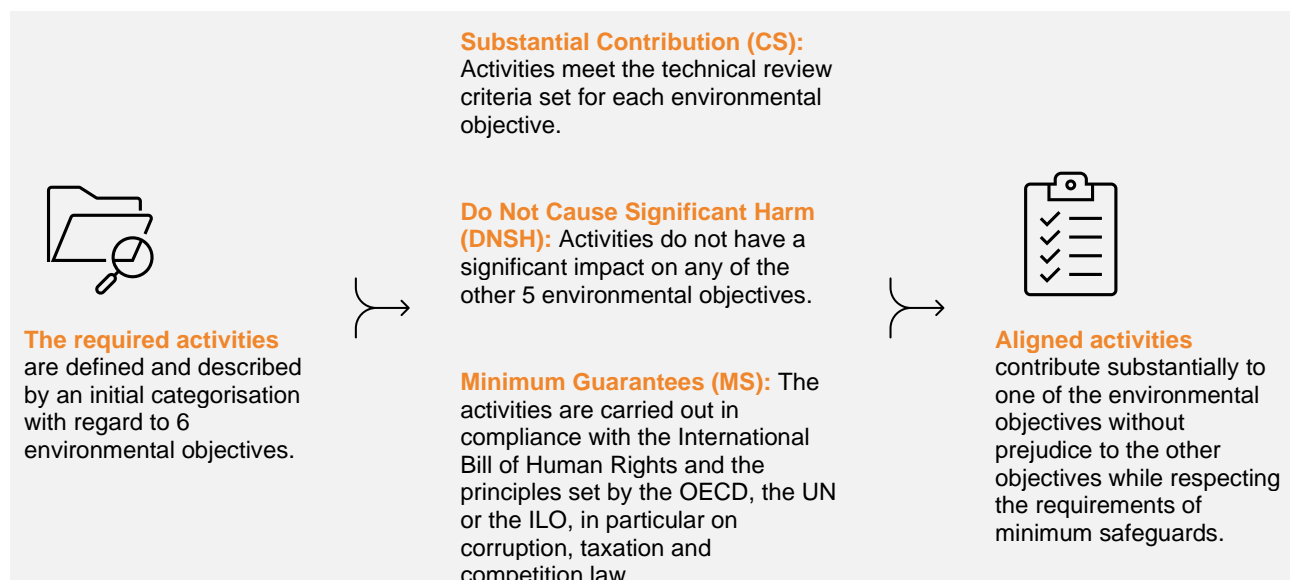 The required activities
are defined and described
by an initial categorisation
with regard to 6
environmental objectives.
Substantial Contribution (CS):
Activities meet the technical review
criteria set for each environmental
objective.
Do Not Cause Significant Harm
(DNSH): Activities do not have a
significant impact on any of the
other 5 environmental objectives.
Minimum Guarantees (MS): The
activities are carried out in
compliance with the International
Bill of Human Rights and the
principles set by the OECD, the UN
or the ILO, in particular on
corruption, taxation and
competition law
Aligned activities
contribute substantially to
one of the environmental
objectives without
prejudice to the other
objectives while respecting
the requirements of
minimum safeguards.